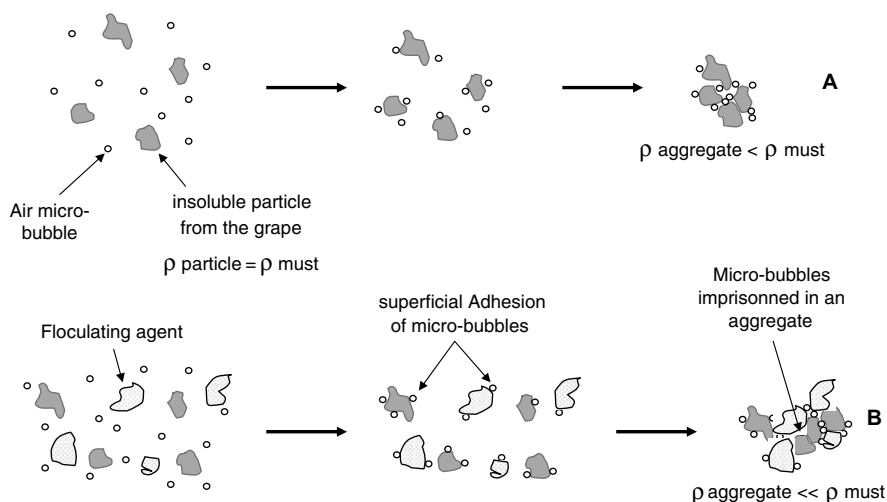 A
ρ aggregate < ρ must
Air micro-
bubble
insoluble particle
from the grape
ρ particle = ρ must
Micro-bubbles
imprisonned in an
aggregate
superficial Adhesion
of micro-bubbles
Floculating agent
B
ρ aggregate << ρ must